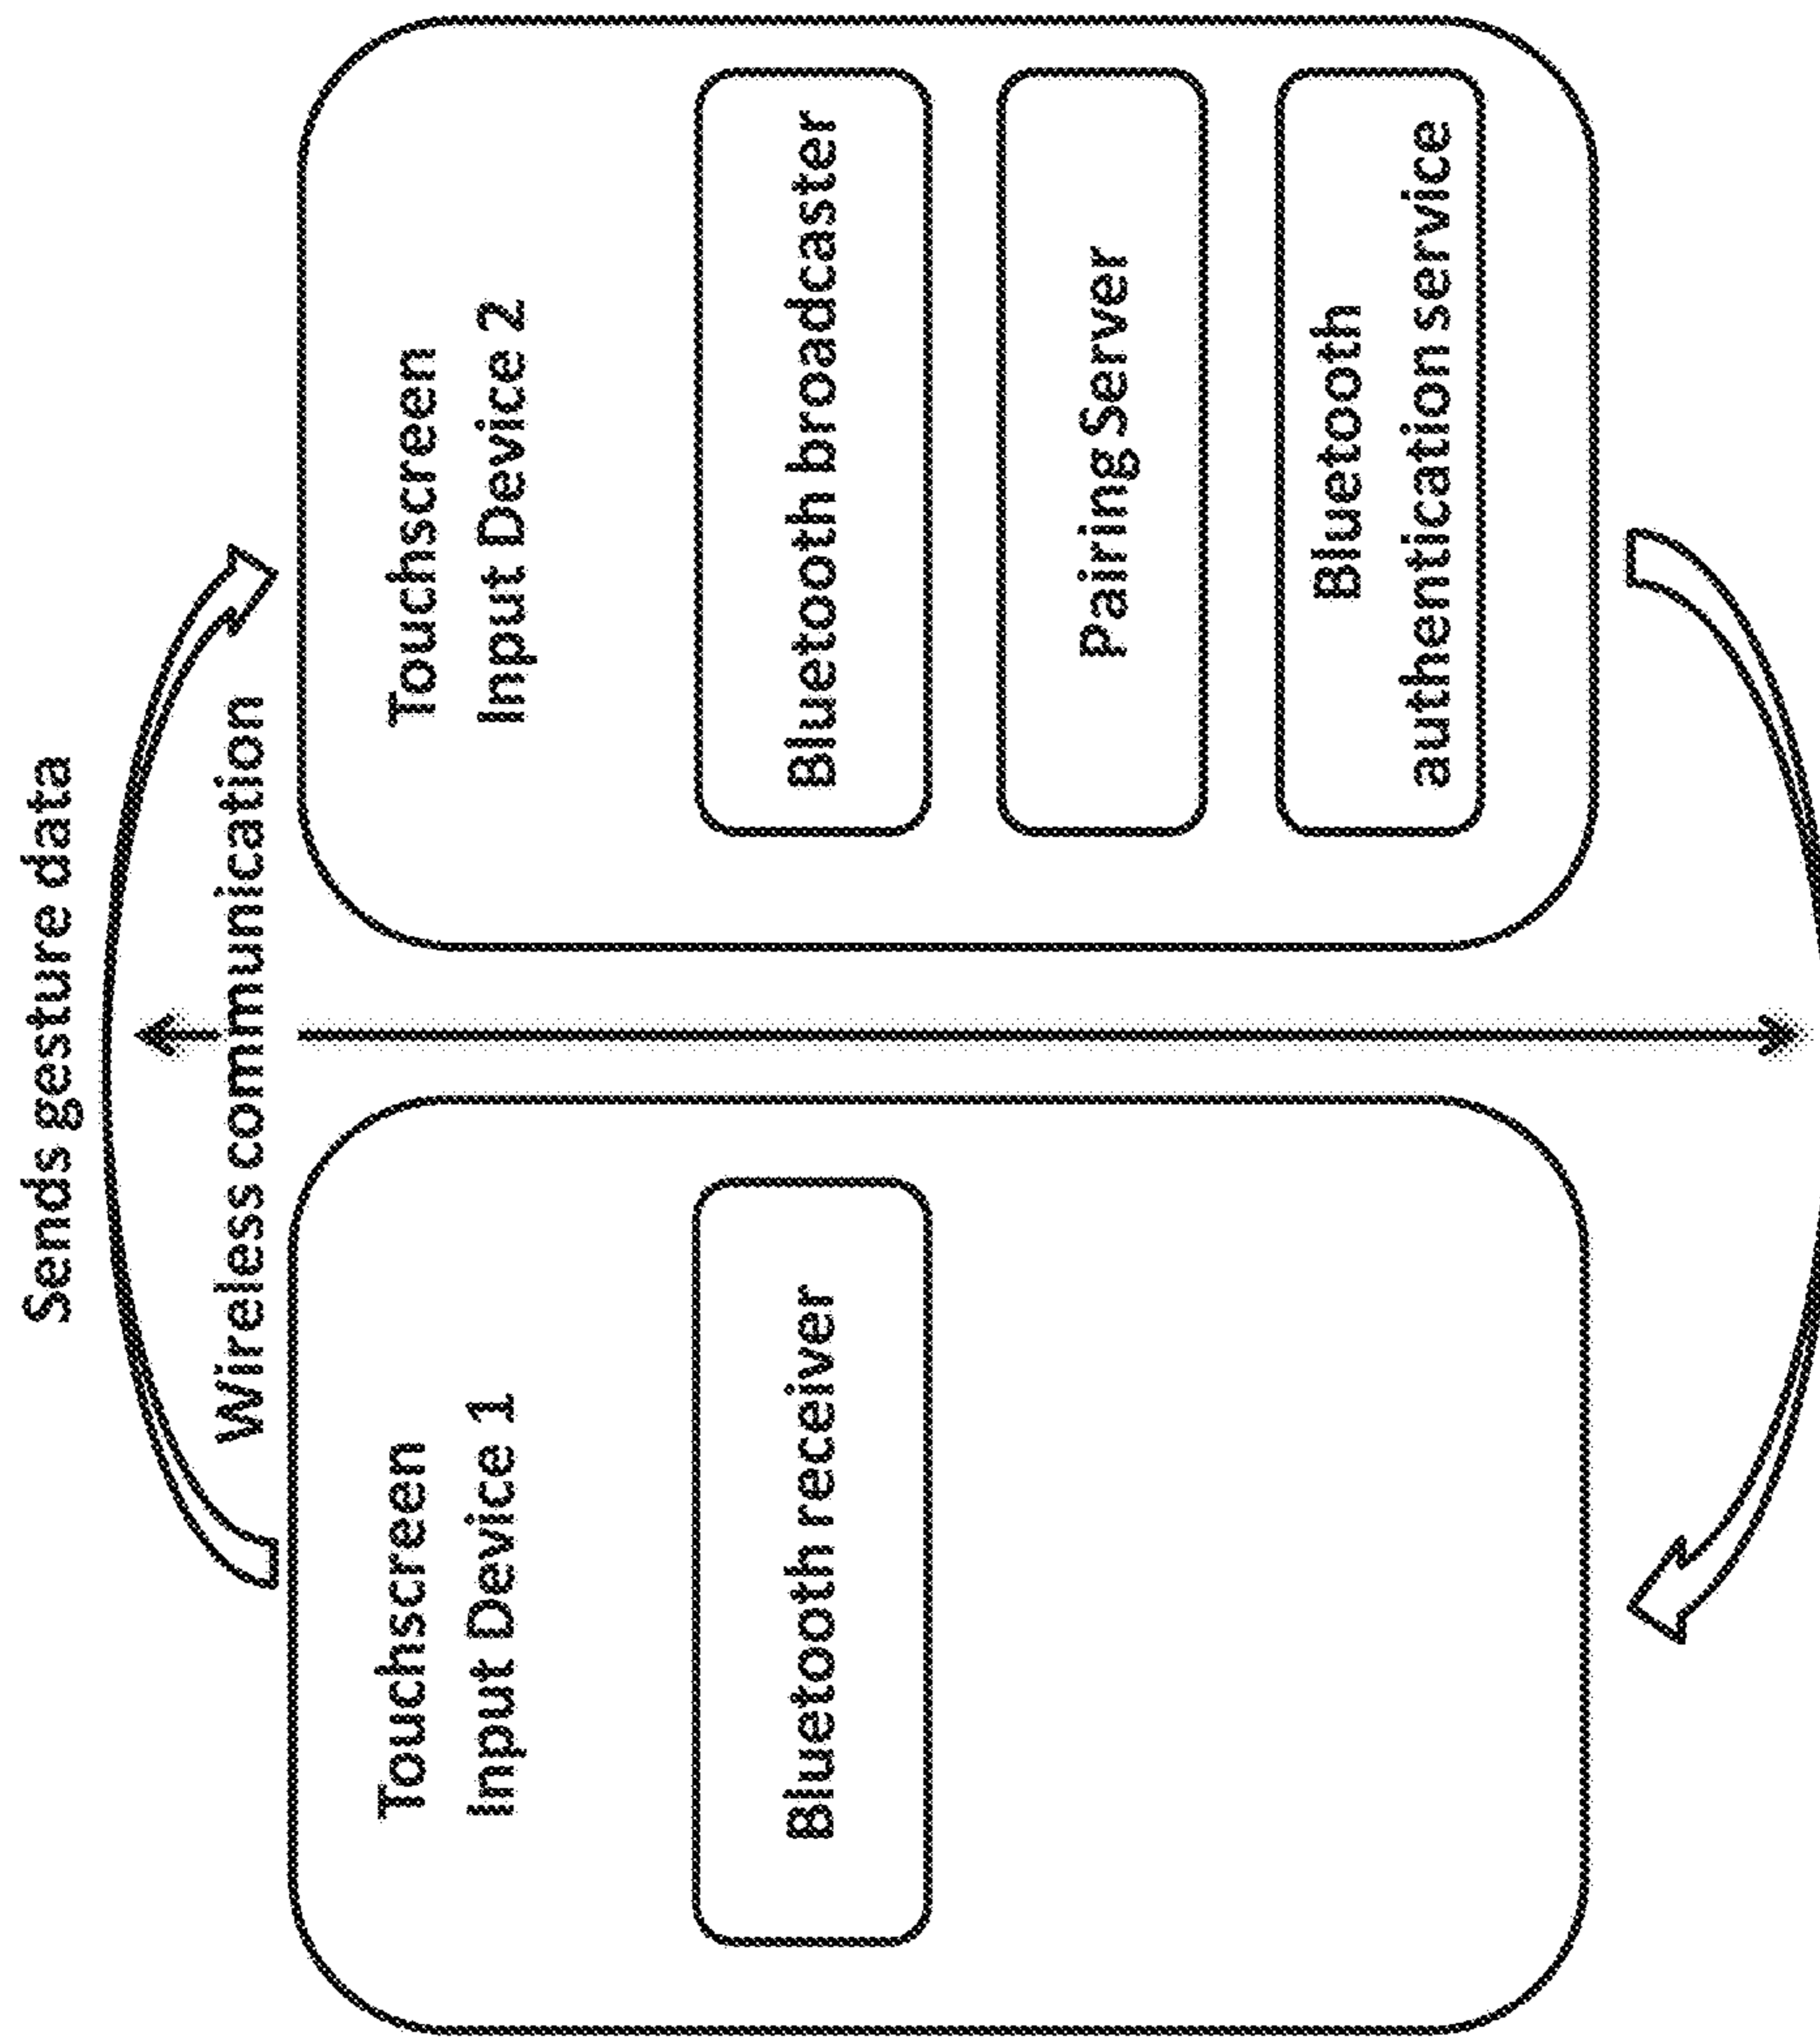 Sends gesture data
Wireless communication
Touchscreen
Input Device 1
Bluetooth receiver
Touchscreen
Input Device 2
Bluetooth broadcaster
Pairing Server
Bluetooth
authentication service